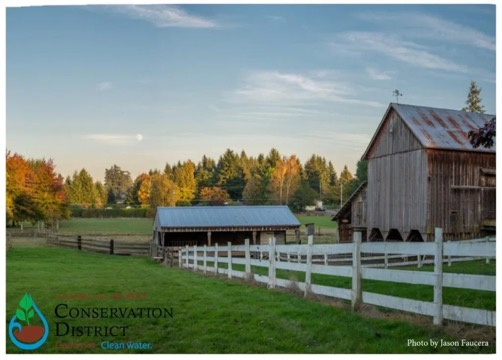 CONSERVATION
DISTRICT
Clean water.
Photo by Jason Faucera